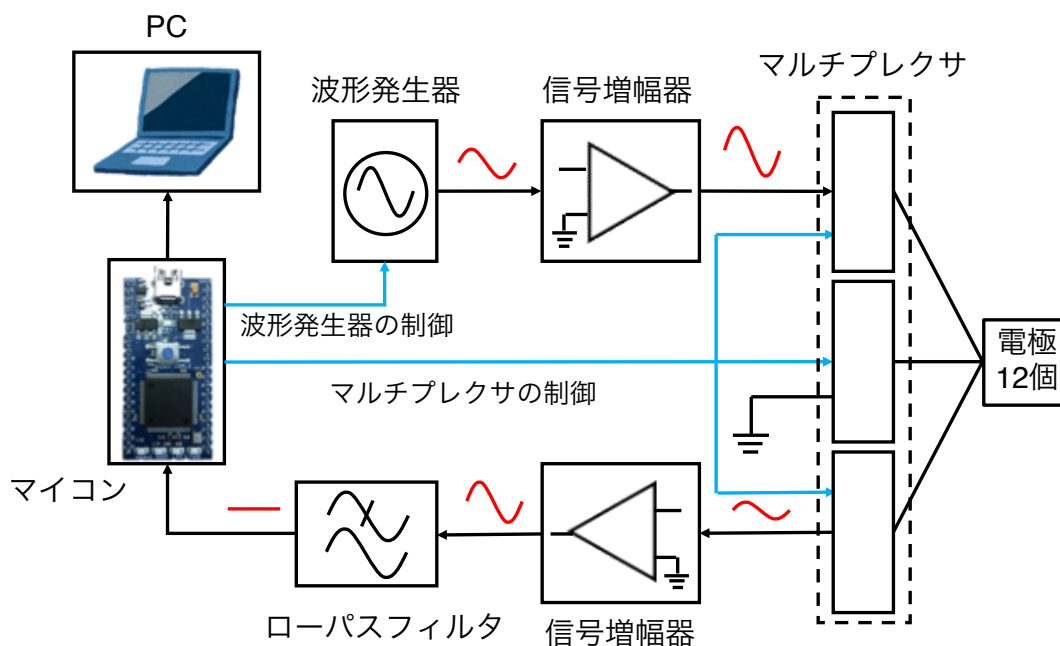 PC
波形発生器
信号増幅器
マルチプレクサ
波形発生器の制御
マルチプレクサの制御
電極
12個
マイコン
ローパスフィルタ
信号増幅器